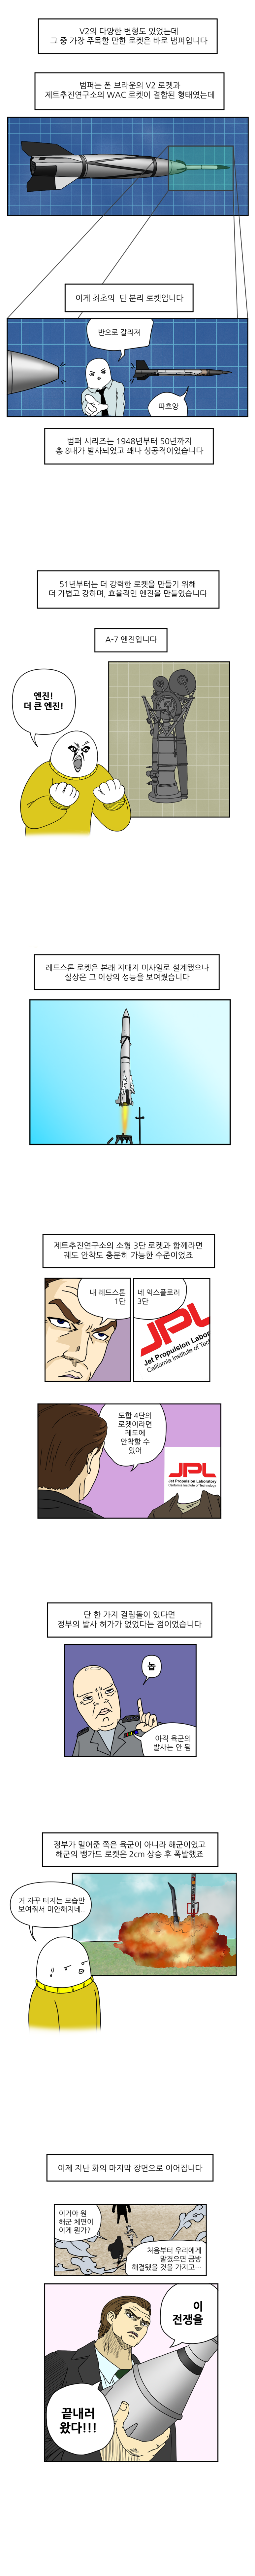 V2의 다양한 변형도 있었는데
그 중 가장 주목할 만한 로켓은 바로 범퍼입니다
범퍼는 폰 브라운의 V2 로켓과
제트추진연구소의 WAC 로켓이 결합된 형태였는데
이게 최초의 단 분리 로켓입니다
반으로 갈라져
따흐앙
범퍼 시리즈는 1948년부터 50년까지
총 8대가 발사되었고 꽤나 성공적이었습니다
51년부터는 더 강력한 로켓을 만들기 위해
더 가볍고 강하며, 효율적인 엔진을 만들었습니다
A-7 엔진입니다
엔진!
더 큰 엔진!
레드스톤 로켓은 본래 지대지 미사일로 설계됐으나
실상은 그 이상의 성능을 보여줬습니다
제트추진연구소의 소형 3단 로켓과 함께라면
궤도 안착도 충분히 가능한 수준이었죠
내 레드스톤
1단
네 익스플로러
3단
JPL
Jet Propulsion Labor
California Institute of Tec
도합 4단의
로켓이라면
궤도에
안착할 수
있어
JPL
Jet Propulsion Laboratory
California Institute of Technology
단 한 가지 걸림돌이 있다면
정부의 발사 허가가 없었다는 점이었습니다
놉
아직 육군의
발사는 안 됨
정부가 밀어준 쪽은 육군이 아니라 해군이었고
해군의 뱅가드 로켓은 2cm 상승 후 폭발했죠
거 자꾸 터지는 모습만
보여줘서 미안해지네..
이제 지난 화의 마지막 장면으로 이어집니다
이거야 원
해군 체면이
이게 뭔가?
처음부터 우리에게
맡겼으면 금방
해결됐을 것을 가지고…
이
전쟁을
끝내러
왔다!!!